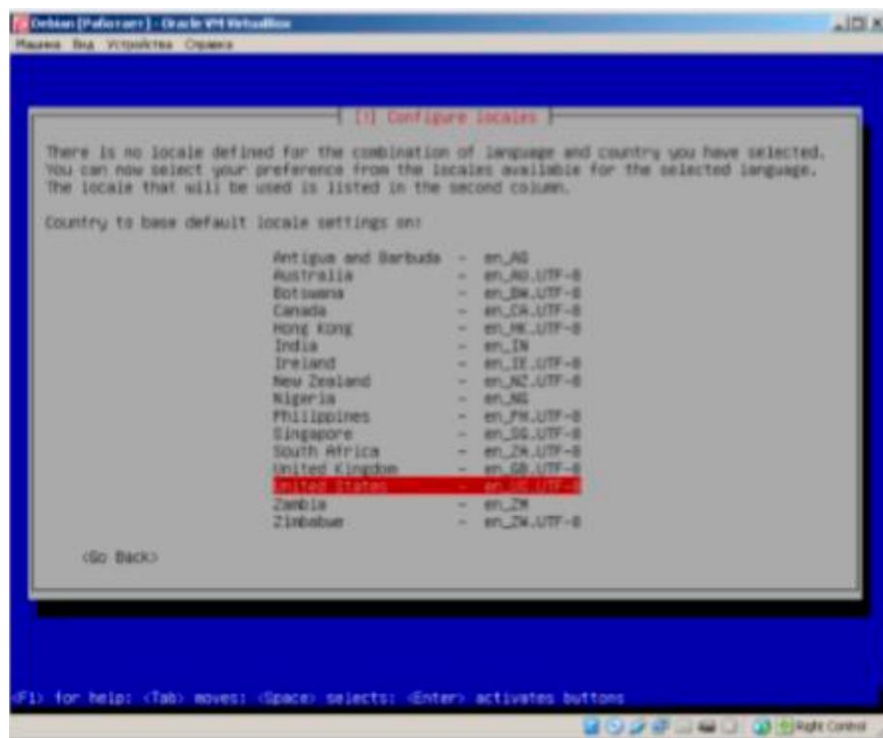 Debian [Работает] - Oracle VM VirtualBox
Машина Вид Устройства Справка
[!] Configure locales
There is no locale defined for the combination of language and country you have selected.
You can now select your preference from the locales available for the selected language.
The locale that will be used is listed in the second column.
Country to base default locale settings on:
Antigua and Barbuda - en_AG
Australia - en_AU.UTF-8
Botswana - en_BW.UTF-8
Canada - en_CA.UTF-8
Hong Kong - en_HK.UTF-8
India - en_IN
Ireland - en_IE.UTF-8
New Zealand - en_NZ.UTF-8
Nigeria - en_NG
Philippines - en_PH.UTF-8
Singapore - en_SG.UTF-8
South Africa - en_ZA.UTF-8
United Kingdom - en_GB.UTF-8
United States - en_US.UTF-8
Zambia - en_ZM
Zimbabwe - en_ZW.UTF-8
<Go Back>
<F1> for help; <Tab> moves; <Space> selects; <Enter> activates buttons
Right Control